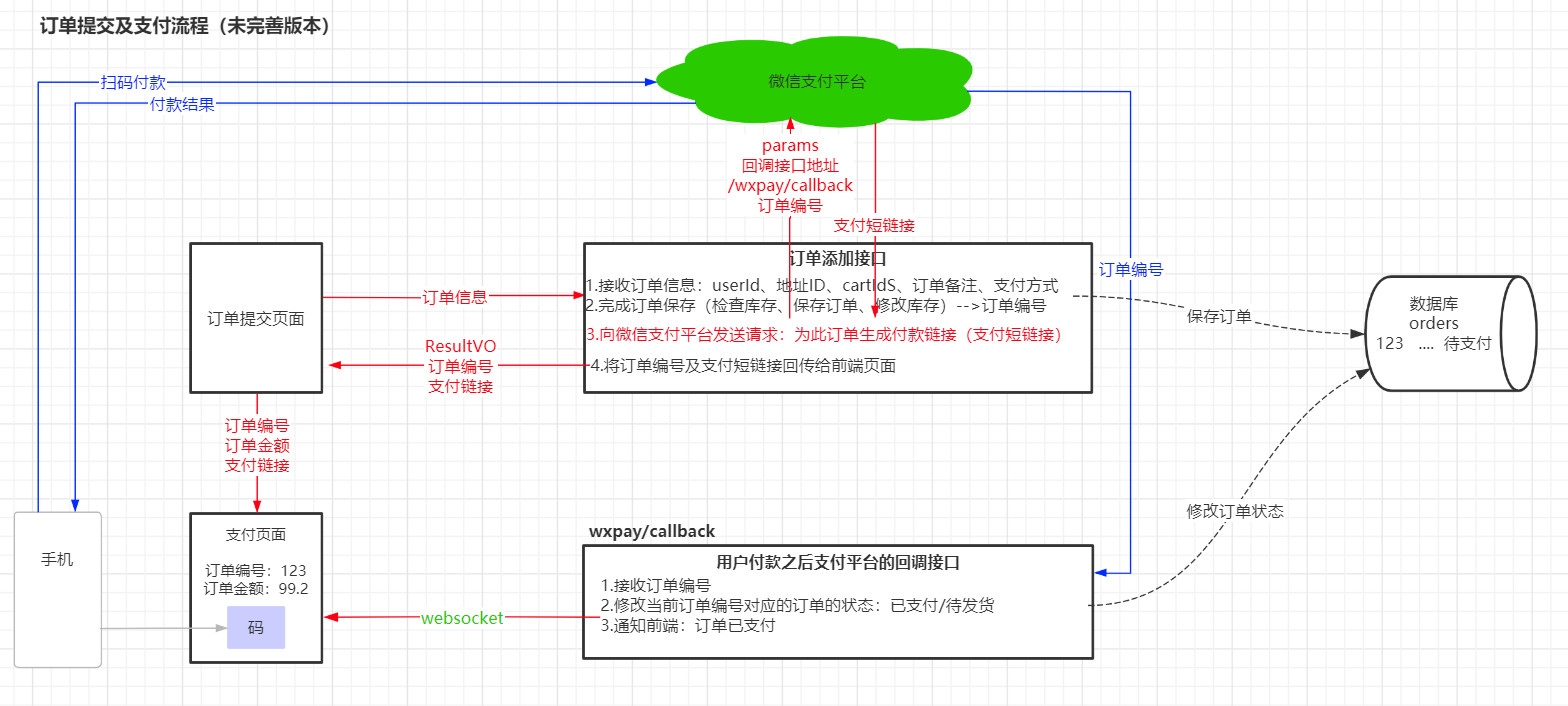 订单提交及支付流程（未完善版本）
扫码付款
付款结果
微信支付平台
params
回调接口地址
/wxpay/callback
订单编号
支付短链接
订单编号
订单提交页面
订单信息
ResultVO
订单编号
支付链接
订单添加接口
1.接收订单信息：userId、地址ID、cartIdS、订单备注、支付方式
2.完成订单保存（检查库存、保存订单、修改库存）-->订单编号
3.向微信支付平台发送请求：为此订单生成付款链接（支付短链接）
4.将订单编号及支付短链接回传给前端页面
保存订单
数据库
orders
123 .... 待支付
订单编号
订单金额
支付链接
修改订单状态
手机
支付页面
订单编号：123
订单金额：99.2
码
websocket
wxpay/callback
用户付款之后支付平台的回调接口
1.接收订单编号
2.修改当前订单编号对应的订单的状态：已支付/待发货
3.通知前端：订单已支付